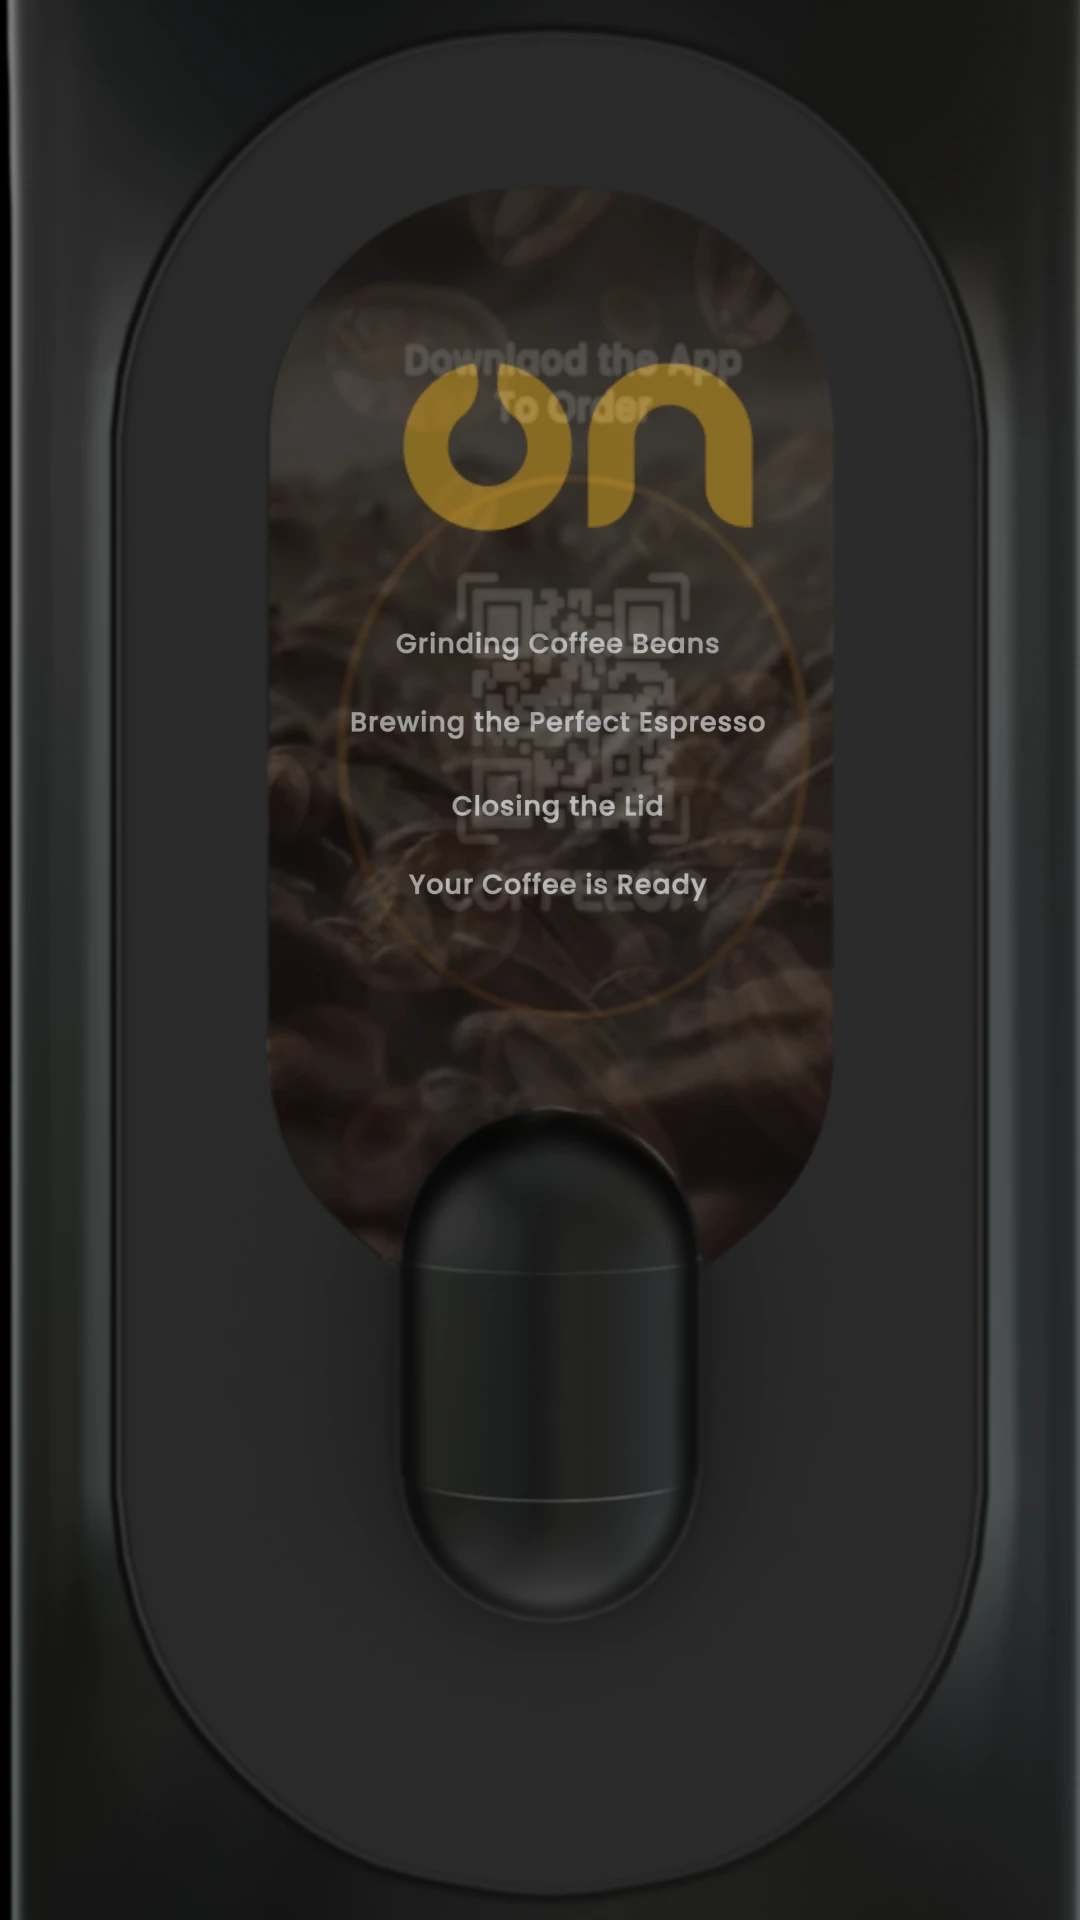 Downlaod the App
To Order
on
Grinding Coffee Beans
Brewing the Perfect Espresso
Closing the Lid
Your Coffee is Ready